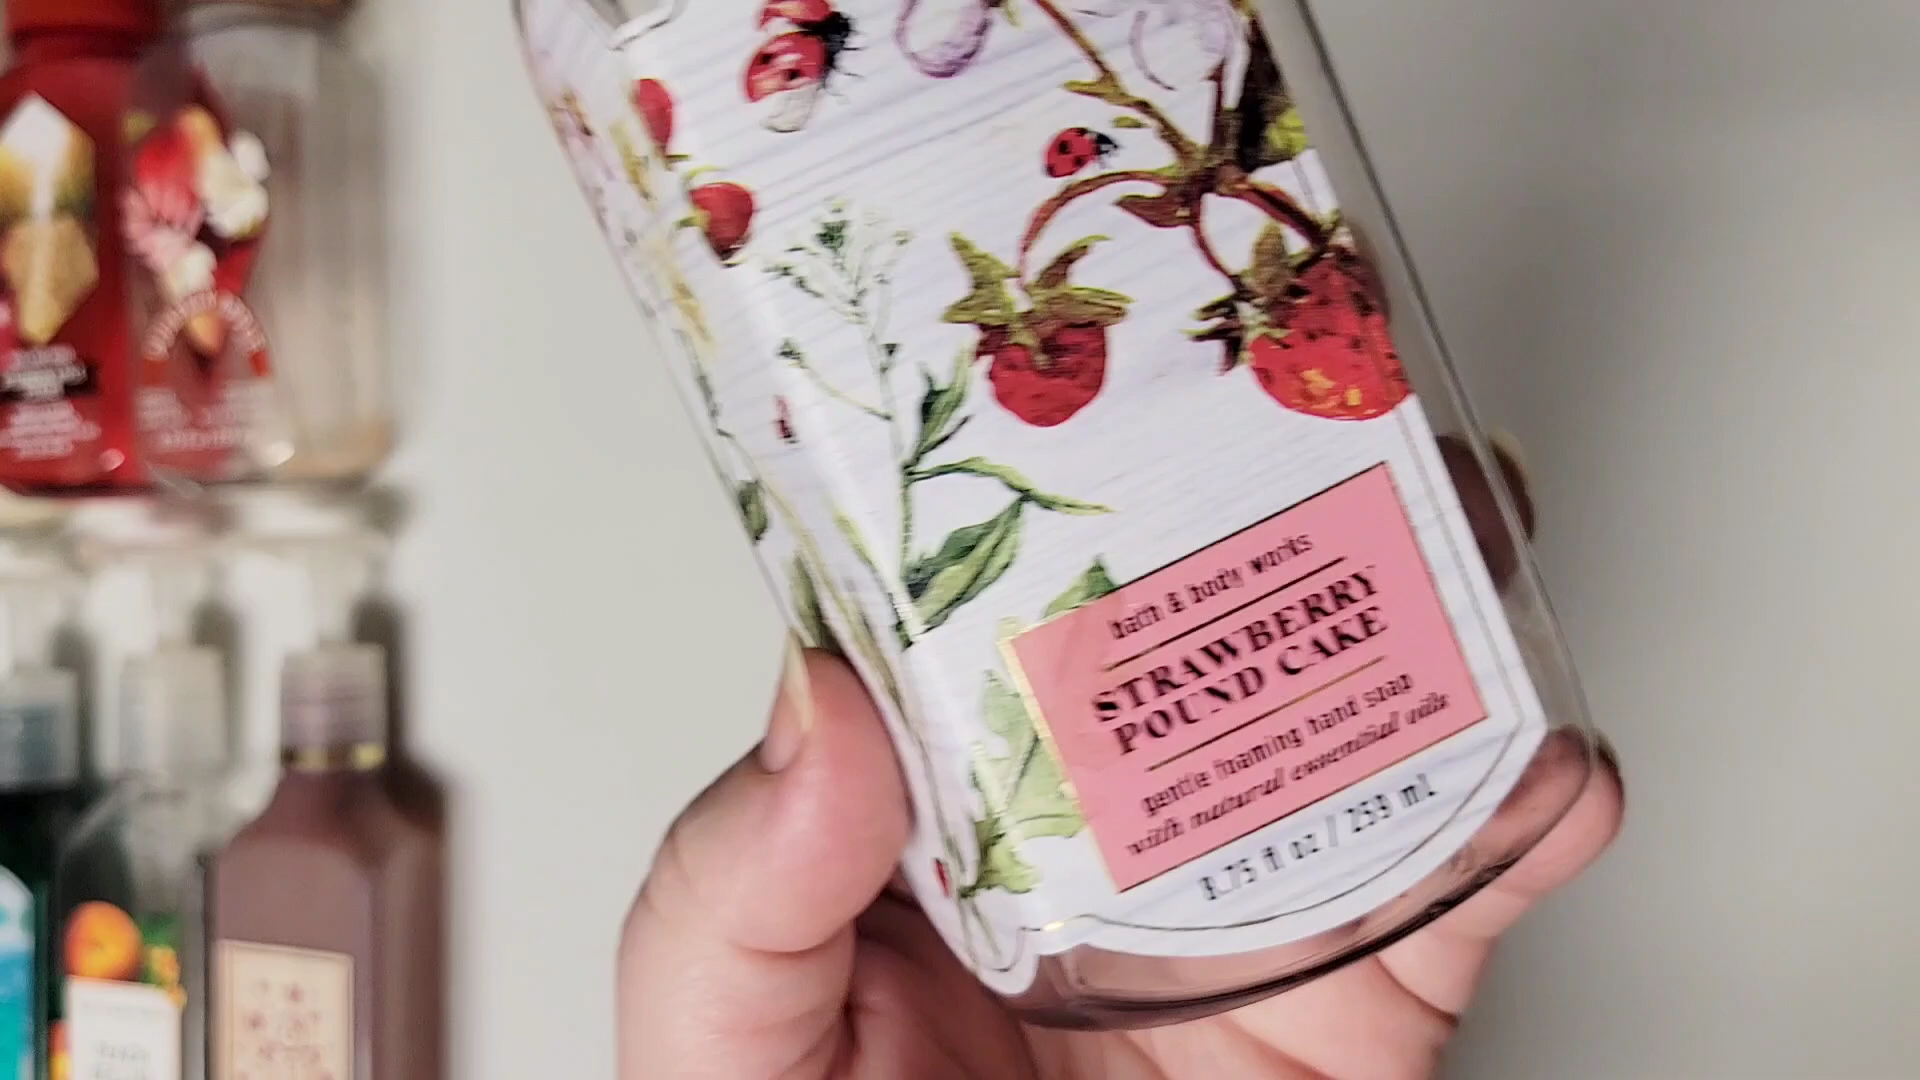 bath & body works
STRAWBERRY
POUND CAKE
gentle foaming hand soap
with natural essential oils
8.75 fl oz / 259 ml